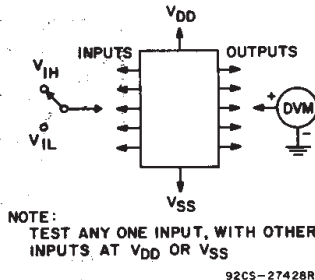 VDD
INPUTS OUTPUTS
VIH
VIL
+
DVM
-
VSS
NOTE:
TEST ANY ONE INPUT, WITH OTHER
INPUTS AT VDD OR VSS
92CS-27428R